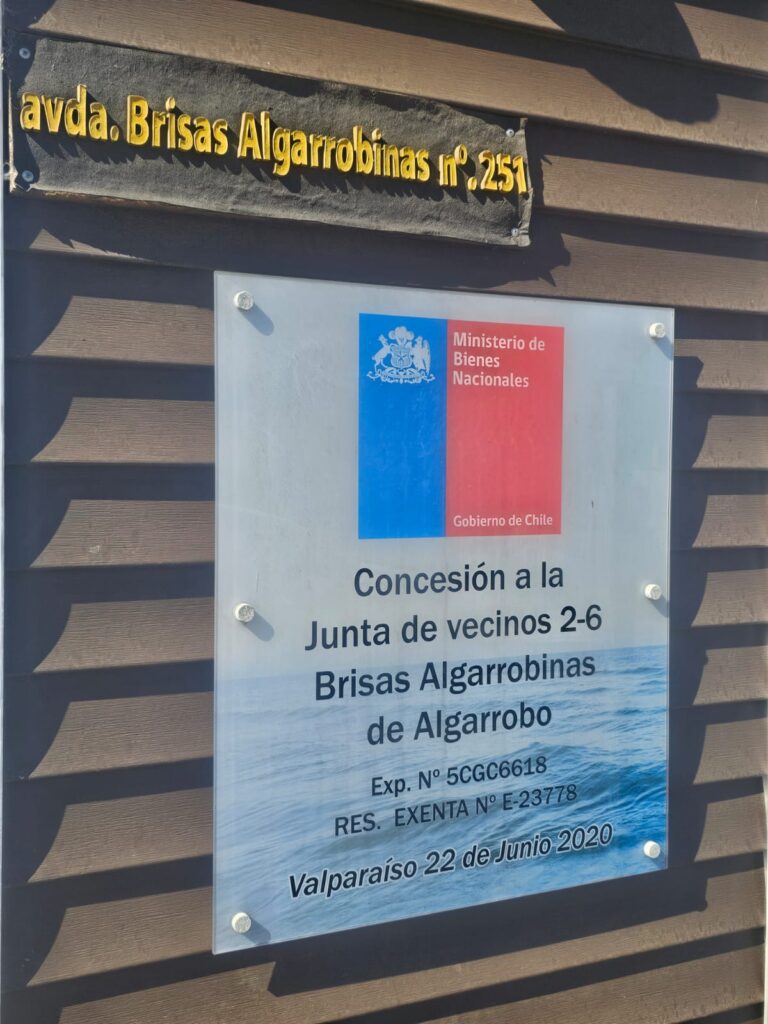 avda. Brisas Algarrobinas nº. 251
Ministerio de
Bienes
Nacionales
Gobierno de Chile
Concesión a la
Junta de vecinos 2-6
Brisas Algarrobinas
de Algarrobo
Exp. Nº 5CGC6618
RES. EXENTA Nº E-23778
Valparaíso 22 de Junio 2020